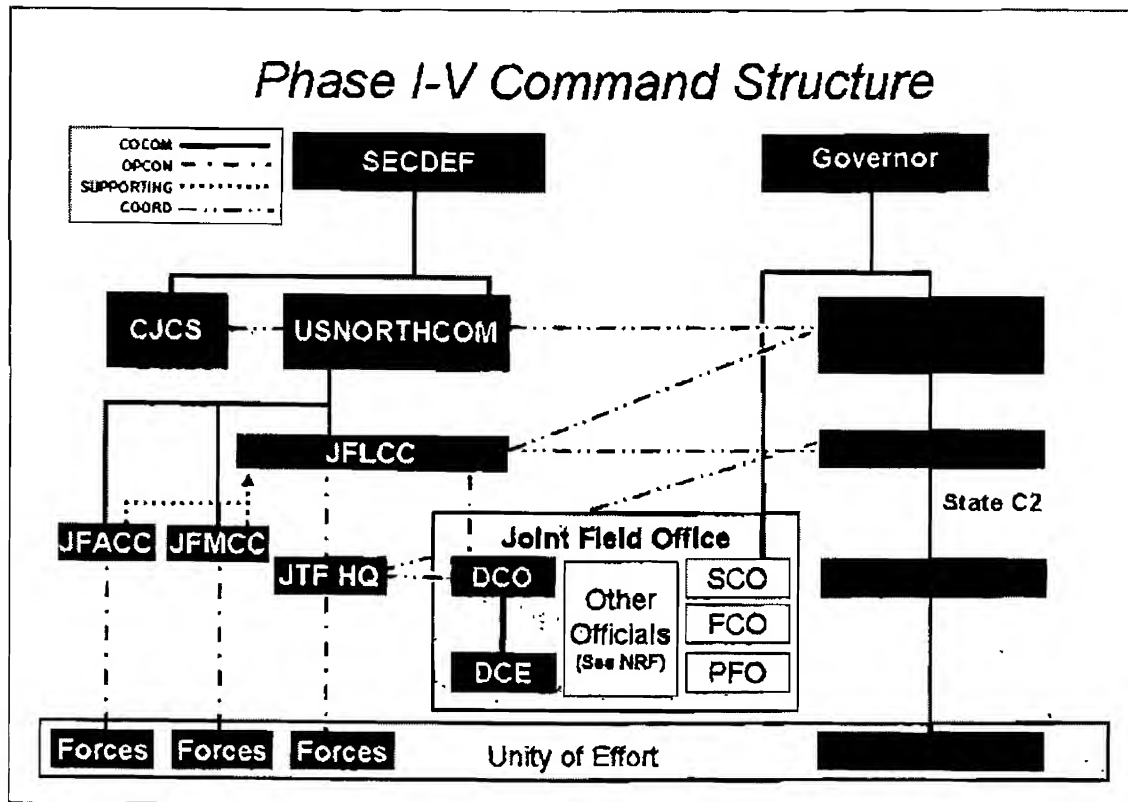 Phase I-V Command Structure
COCOM
OPCON
SUPPORTING
COORD
SECDEF
Governor
CJCS
USNORTHCOM
JFLCC
State C2
JFACC
JFMCC
JTF HQ
Joint Field Office
DCO
DCE
Other
Officials
(See NRF)
SCO
FCO
PFO
Forces
Forces
Forces
Unity of Effort